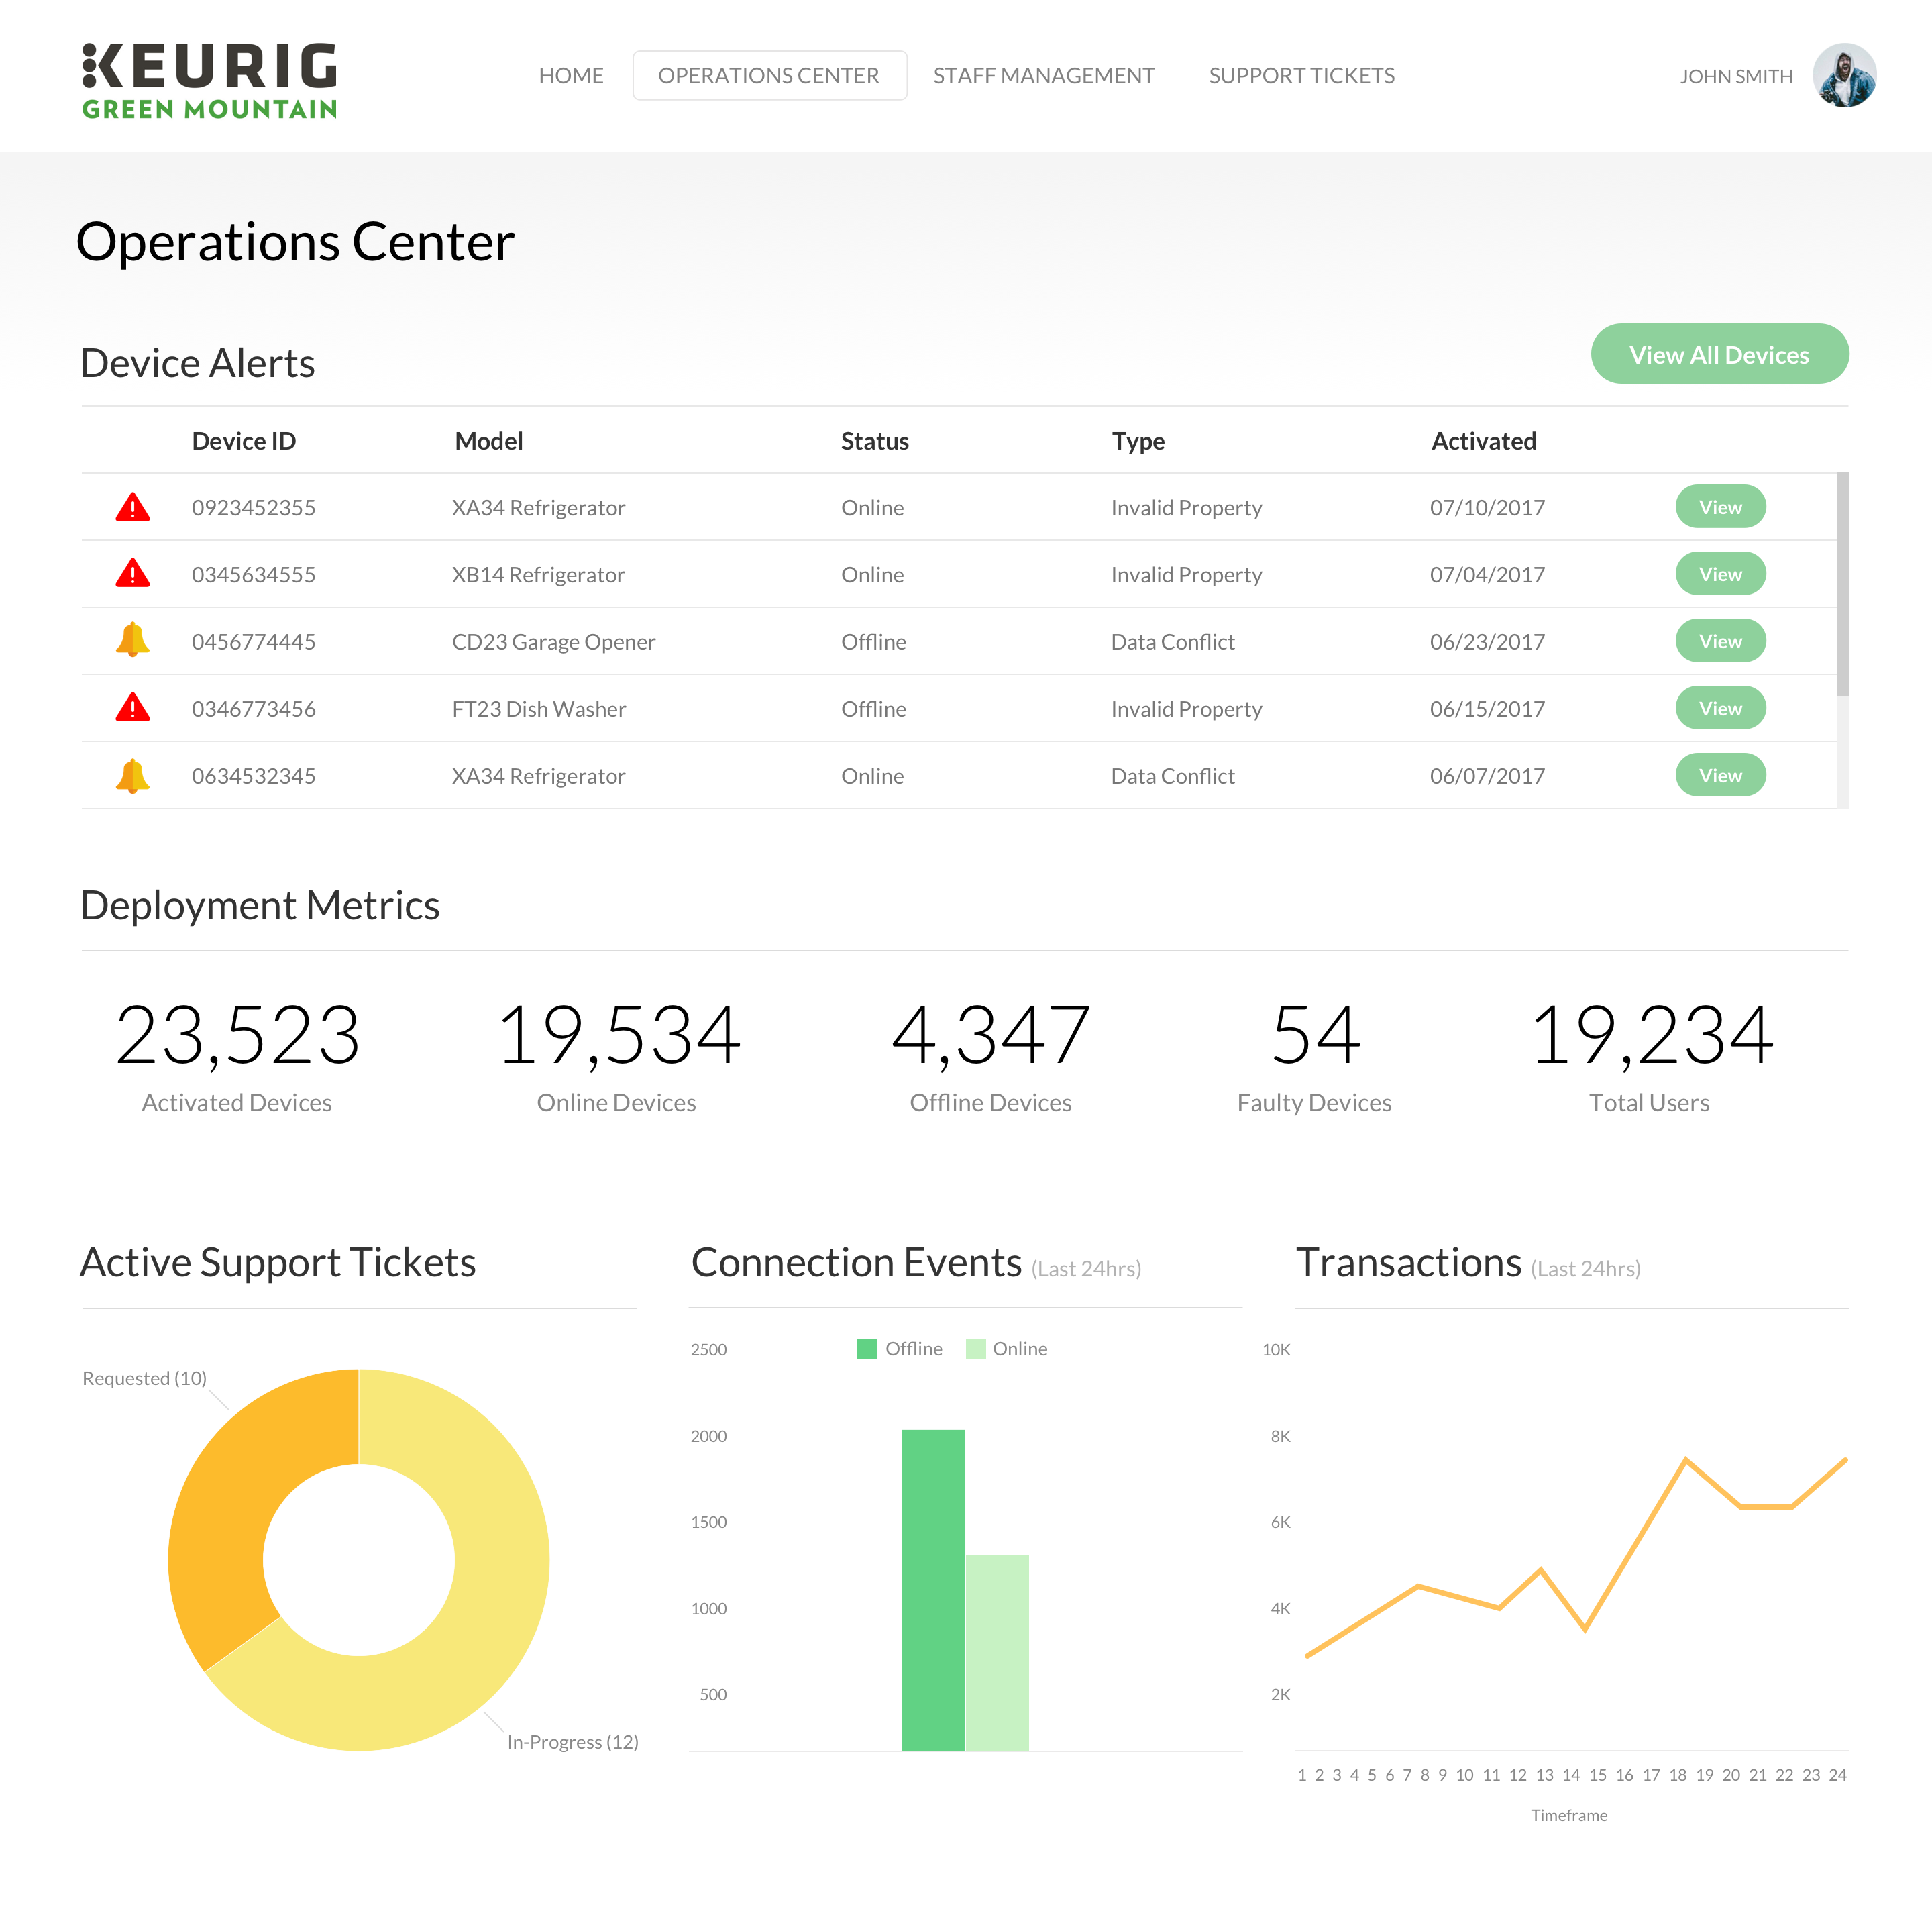 KEURIG
GREEN MOUNTAIN
HOME OPERATIONS CENTER STAFF MANAGEMENT SUPPORT TICKETS JOHN SMITH
Operations Center
Device Alerts View All Devices
Device ID Model Status Type Activated
0923452355 XA34 Refrigerator Online Invalid Property 07/10/2017 View
0345634555 XB14 Refrigerator Online Invalid Property 07/04/2017 View
0456774445 CD23 Garage Opener Offline Data Conflict 06/23/2017 View
0346773456 FT23 Dish Washer Offline Invalid Property 06/15/2017 View
0634532345 XA34 Refrigerator Online Data Conflict 06/07/2017 View
Deployment Metrics
23,523 19,534 4,347 54 19,234
Activated Devices Online Devices Offline Devices Faulty Devices Total Users
Active Support Tickets
Requested (10)
In-Progress (12)
Connection Events (Last 24hrs)
Offline Online
2500
2000
1500
1000
500
Transactions (Last 24hrs)
10K
8K
6K
4K
2K
1 2 3 4 5 6 7 8 9 10 11 12 13 14 15 16 17 18 19 20 21 22 23 24
Timeframe